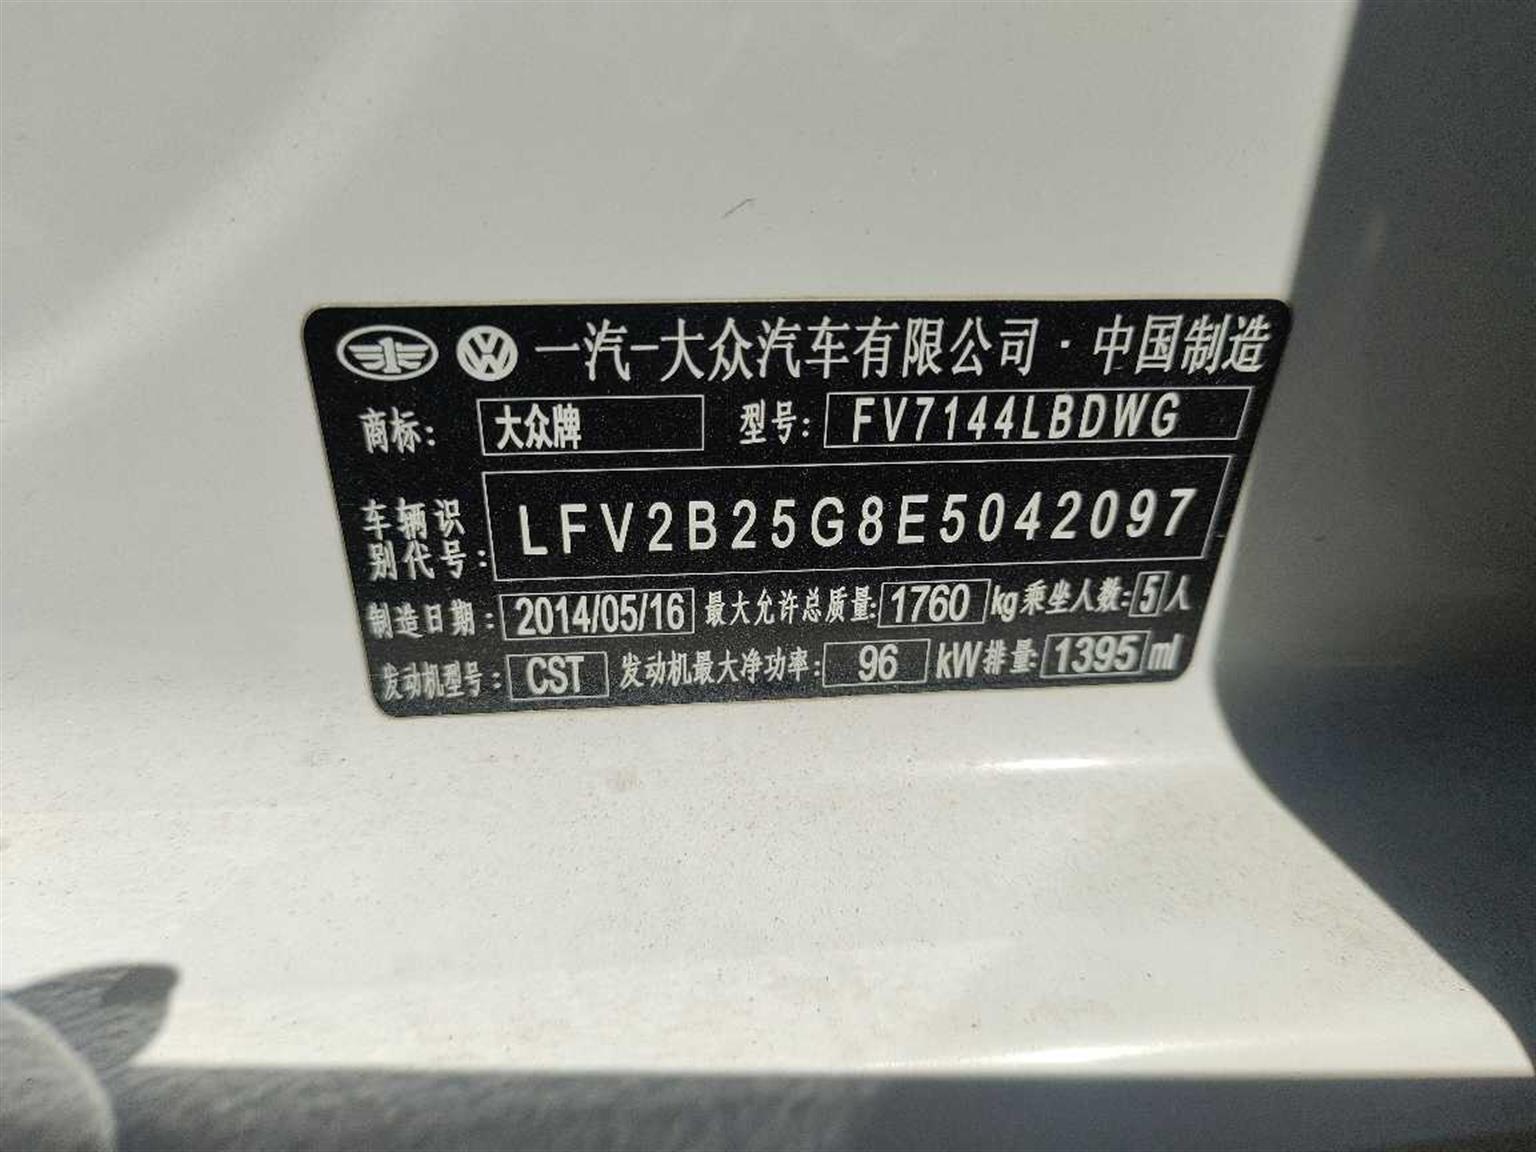 一汽-大众汽车有限公司·中国制造
商标: 大众牌 型号: FV7144LBDWG
车辆识别代号: LFV2B25G8E5042097
制造日期: 2014/05/16 最大允许总质量: 1760 kg 乘坐人数: 5 人
发动机型号: CST 发动机最大净功率: 96 kW 排量: 1395 ml